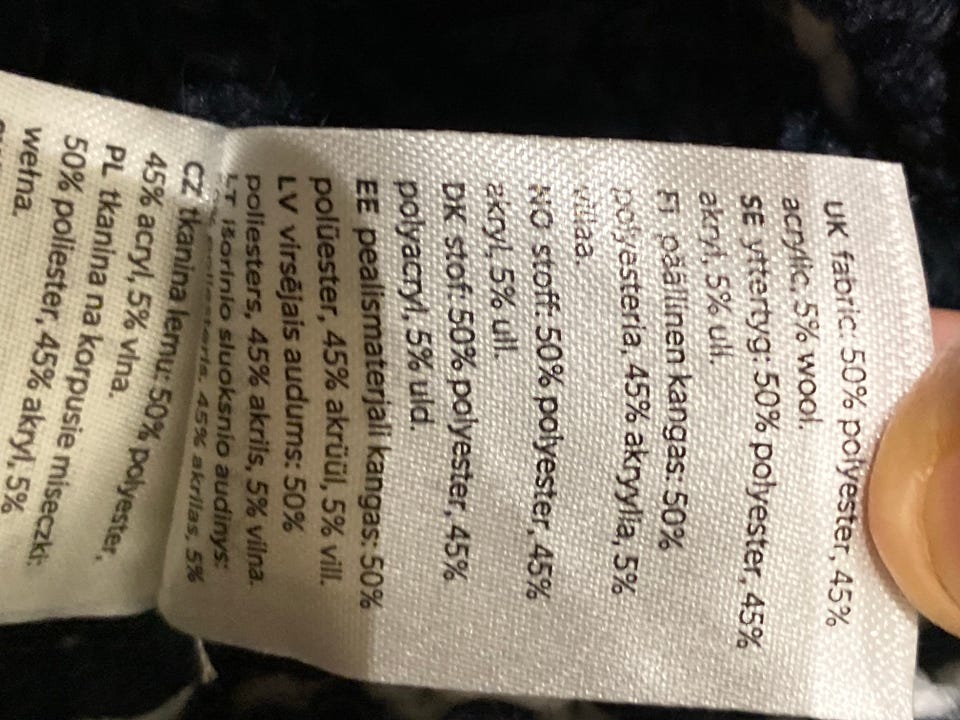 UK fabric: 50% polyester, 45%
acrylic, 5% wool.
SE yttertyg: 50% polyester, 45%
akryl, 5% ull.
FI päällinen kangas: 50%
polyesteria, 45% akryylia, 5%
villaa.
NO stoff: 50% polyester, 45%
akryl, 5% ull.
DK stof: 50% polyester, 45%
polyacryl, 5% uld.
EE pealismaterjali kangas: 50%
polüester, 45% akrüül, 5% vill.
LV virsējais audums: 50%
poliesters, 45% akrils, 5% vilna.
LT išorinio sluoksnio audinys:
45% akrilas, 5%
CZ tkanina lemu: 50% polyester,
45% acryl, 5% vlna.
PL tkanina na korpusie miseczki:
50% poliester, 45% akryl, 5%
wełna.